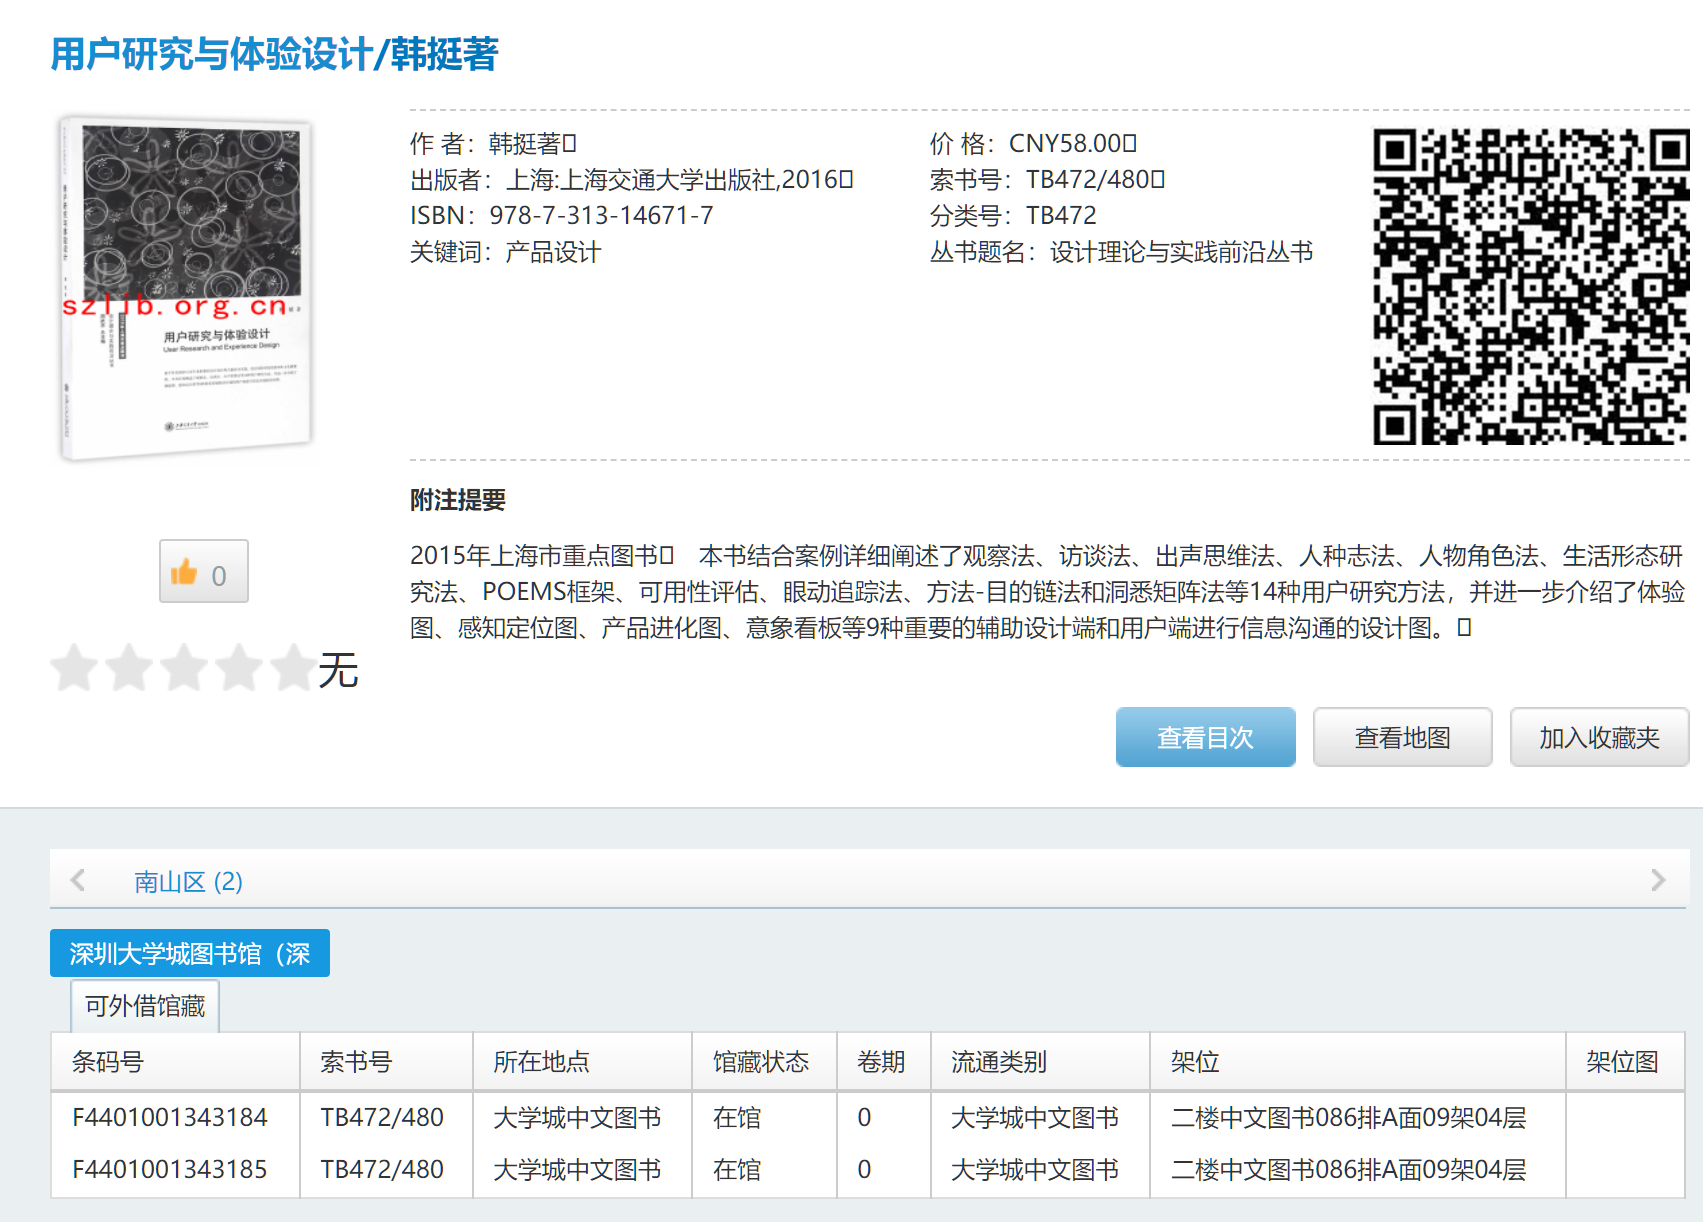 用户研究与体验设计/韩挺著
作 者：韩挺著
价 格：CNY58.00
出版者：上海:上海交通大学出版社,2016
索书号：TB472/480
ISBN：978-7-313-14671-7
分类号：TB472
关键词：产品设计
丛书题名：设计理论与实践前沿丛书
szljb.org.cn
用户研究与体验设计
User Research and Experience Design
附注提要
2015年上海市重点图书 本书结合案例详细阐述了观察法、访谈法、出声思维法、人种志法、人物角色法、生活形态研
究法、POEMS框架、可用性评估、眼动追踪法、方法-目的链法和洞悉矩阵法等14种用户研究方法，并进一步介绍了体验
图、感知定位图、产品进化图、意象看板等9种重要的辅助设计端和用户端进行信息沟通的设计图。
0
无
查看目次
查看地图
加入收藏夹
南山区 (2)
深圳大学城图书馆（深
可外借馆藏
条码号 索书号 所在地点 馆藏状态 卷期 流通类别 架位 架位图
F4401001343184 TB472/480 大学城中文图书 在馆 0 大学城中文图书 二楼中文图书086排A面09架04层
F4401001343185 TB472/480 大学城中文图书 在馆 0 大学城中文图书 二楼中文图书086排A面09架04层